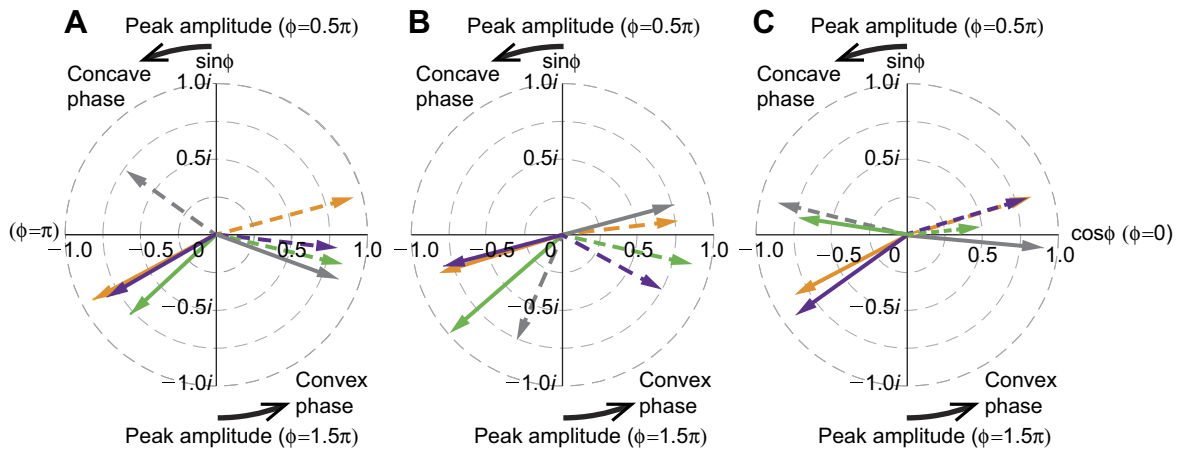 A
Peak amplitude (ϕ=0.5π)
Concave
phase
sinϕ
1.0i
0.5i
(ϕ=π)
−1.0
−0.5
0
0.5
1.0
−0.5i
−1.0i
Convex
phase
Peak amplitude (ϕ=1.5π)
B
Peak amplitude (ϕ=0.5π)
Concave
phase
sinϕ
1.0i
0.5i
−1.0
−0.5
0
0.5
1.0
−0.5i
−1.0i
Convex
phase
Peak amplitude (ϕ=1.5π)
C
Peak amplitude (ϕ=0.5π)
Concave
phase
sinϕ
1.0i
0.5i
−1.0
−0.5
0
0.5
1.0
cosϕ (ϕ=0)
−0.5i
−1.0i
Convex
phase
Peak amplitude (ϕ=1.5π)